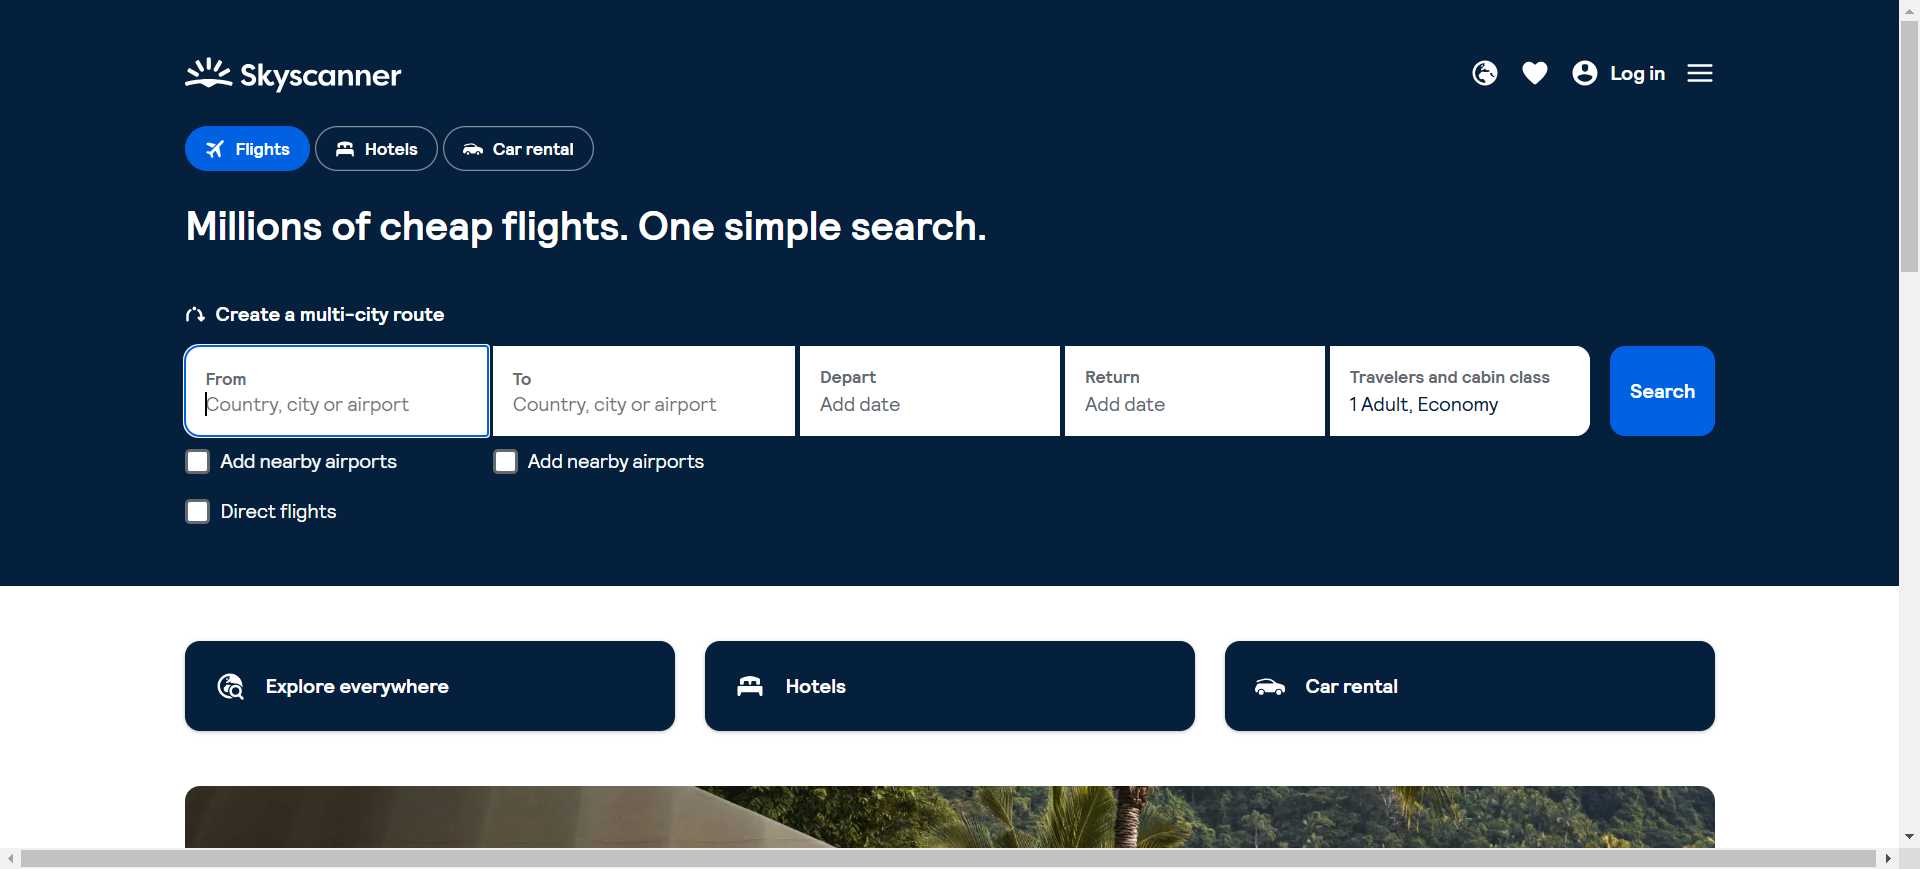 Skyscanner
Log in
Flights
Hotels
Car rental
Millions of cheap flights. One simple search.
Create a multi-city route
From
Country, city or airport
To
Country, city or airport
Depart
Add date
Return
Add date
Travelers and cabin class
1 Adult, Economy
Search
Add nearby airports
Add nearby airports
Direct flights
Explore everywhere
Hotels
Car rental